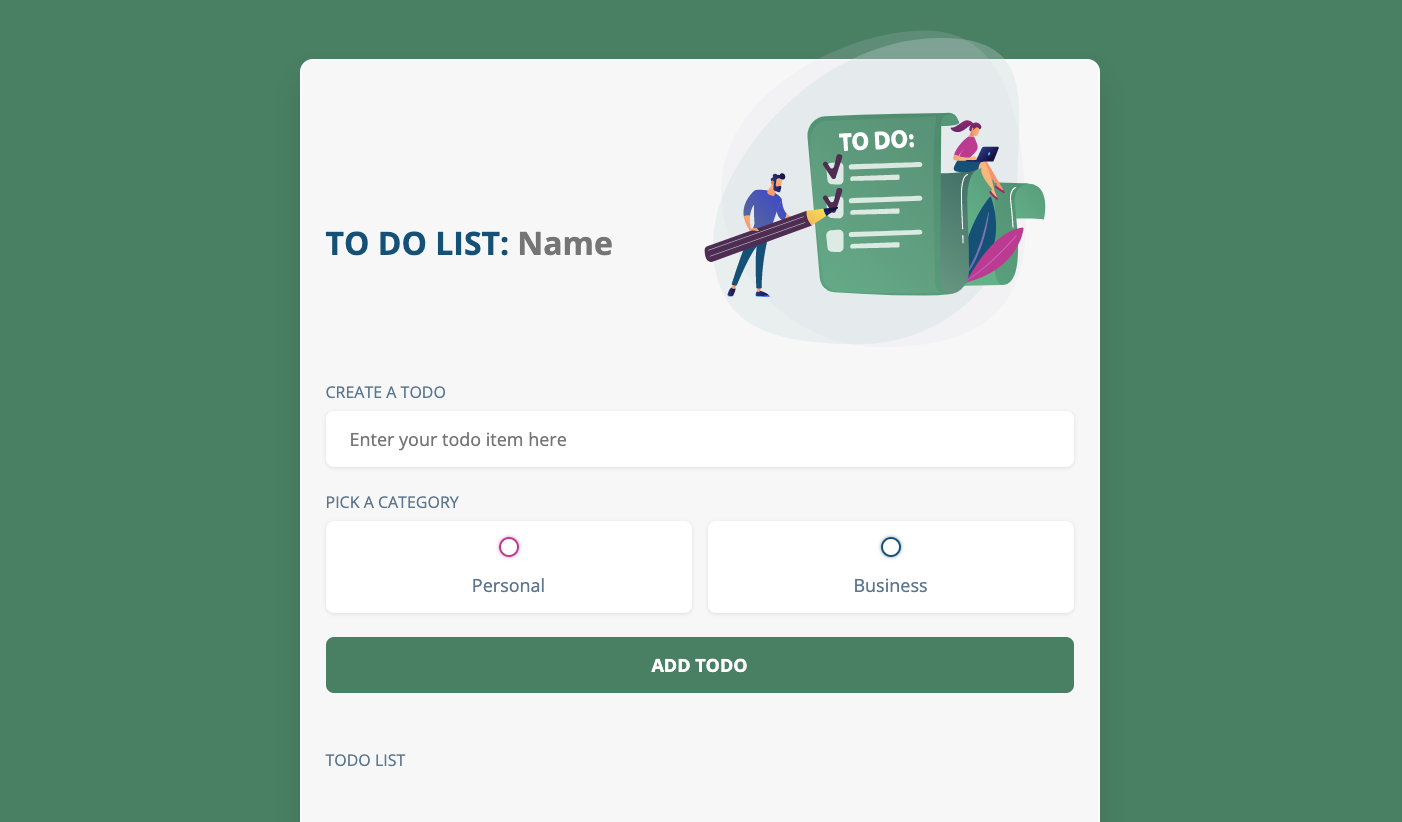 TO DO:
TO DO LIST: Name
CREATE A TODO
Enter your todo item here
PICK A CATEGORY
Personal
Business
ADD TODO
TODO LIST